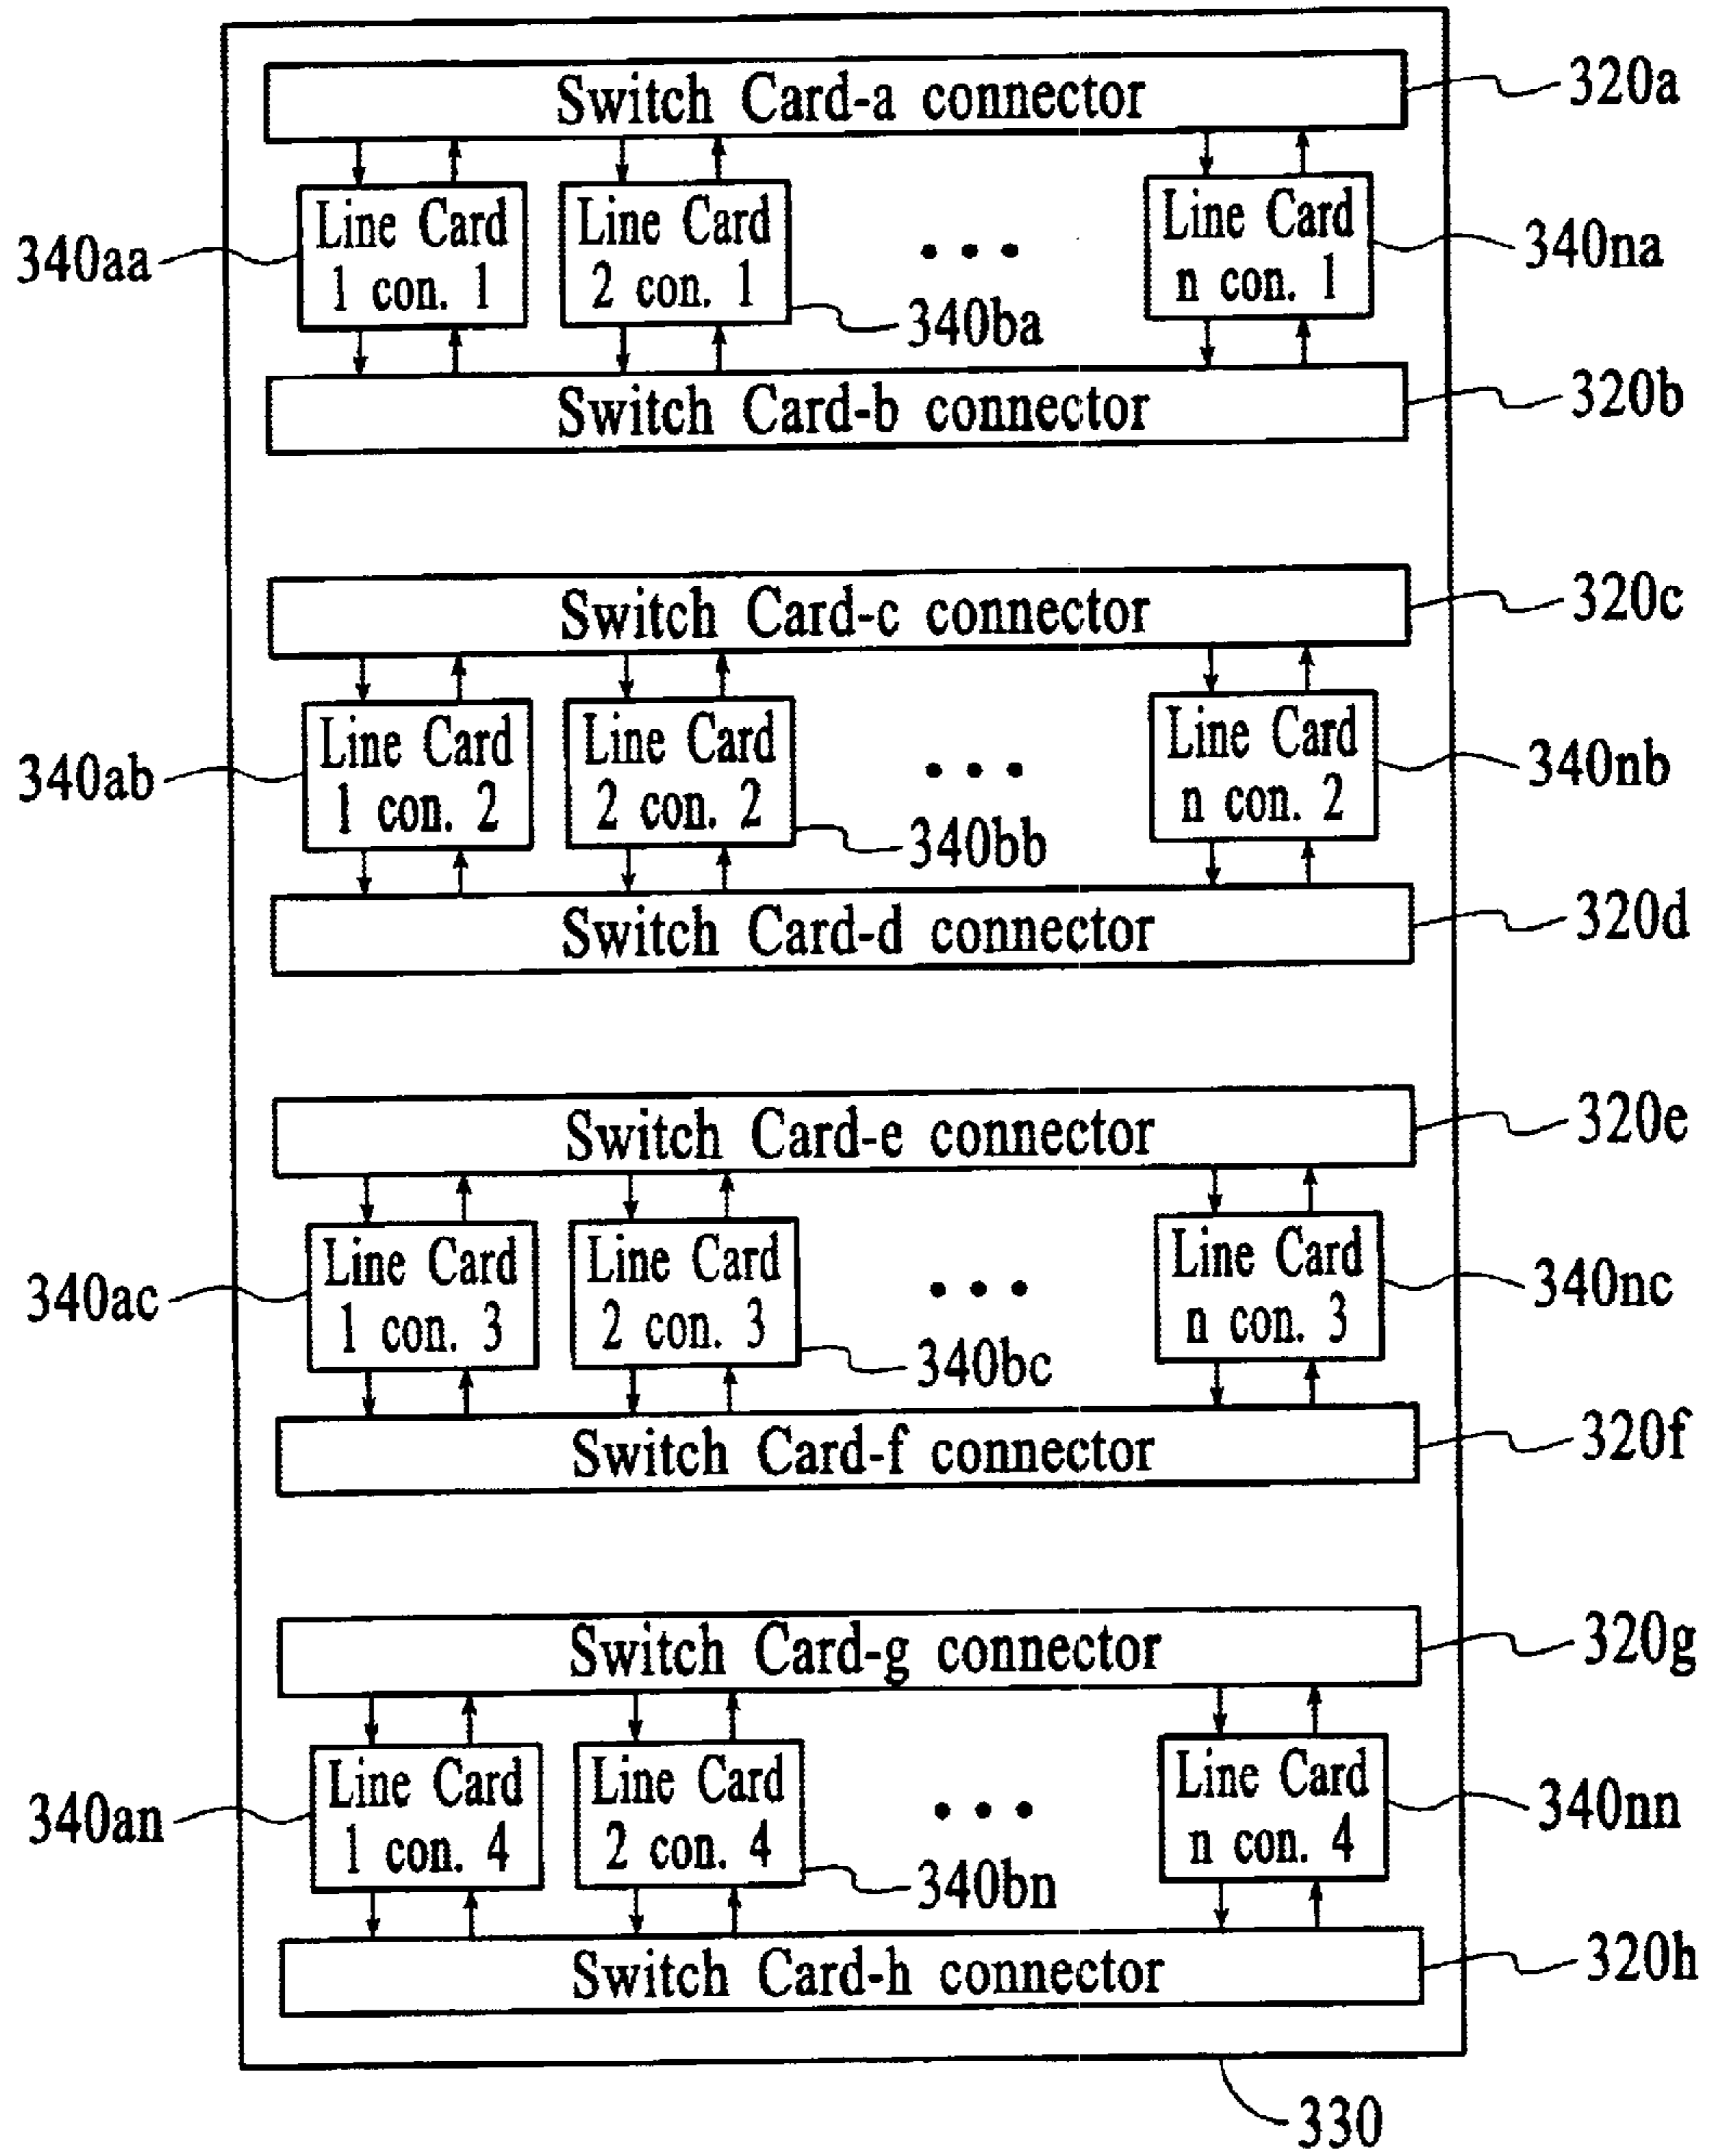 Switch Card-a connector
320a
340aa
Line Card
1 con. 1
Line Card
2 con. 1
340ba
• • •
Line Card
n con. 1
340na
Switch Card-b connector
320b
Switch Card-c connector
320c
340ab
Line Card
1 con. 2
Line Card
2 con. 2
340bb
• • •
Line Card
n con. 2
340nb
Switch Card-d connector
320d
Switch Card-e connector
320e
340ac
Line Card
1 con. 3
Line Card
2 con. 3
340bc
• • •
Line Card
n con. 3
340nc
Switch Card-f connector
320f
Switch Card-g connector
320g
340an
Line Card
1 con. 4
Line Card
2 con. 4
340bn
• • •
Line Card
n con. 4
340nn
Switch Card-h connector
320h
330